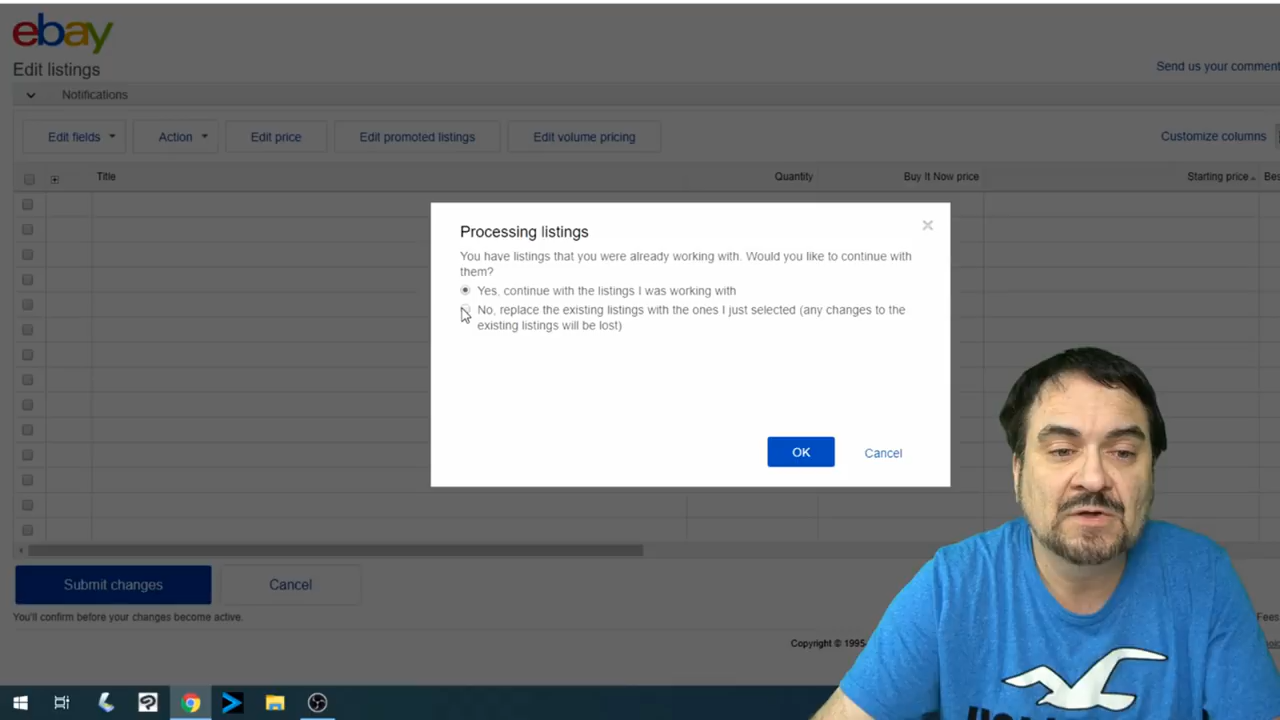 ebay
Edit listings
Send us your comment
Notifications
Edit fields
Action
Edit price
Edit promoted listings
Edit volume pricing
Customize columns
Title
Quantity
Buy It Now price
Starting price
Bes
Processing listings
You have listings that you were already working with. Would you like to continue with
them?
Yes, continue with the listings I was working with
No, replace the existing listings with the ones I just selected (any changes to the
existing listings will be lost)
OK
Cancel
Submit changes
Cancel
You'll confirm before your changes become active.
Fees
Copyright © 1995-